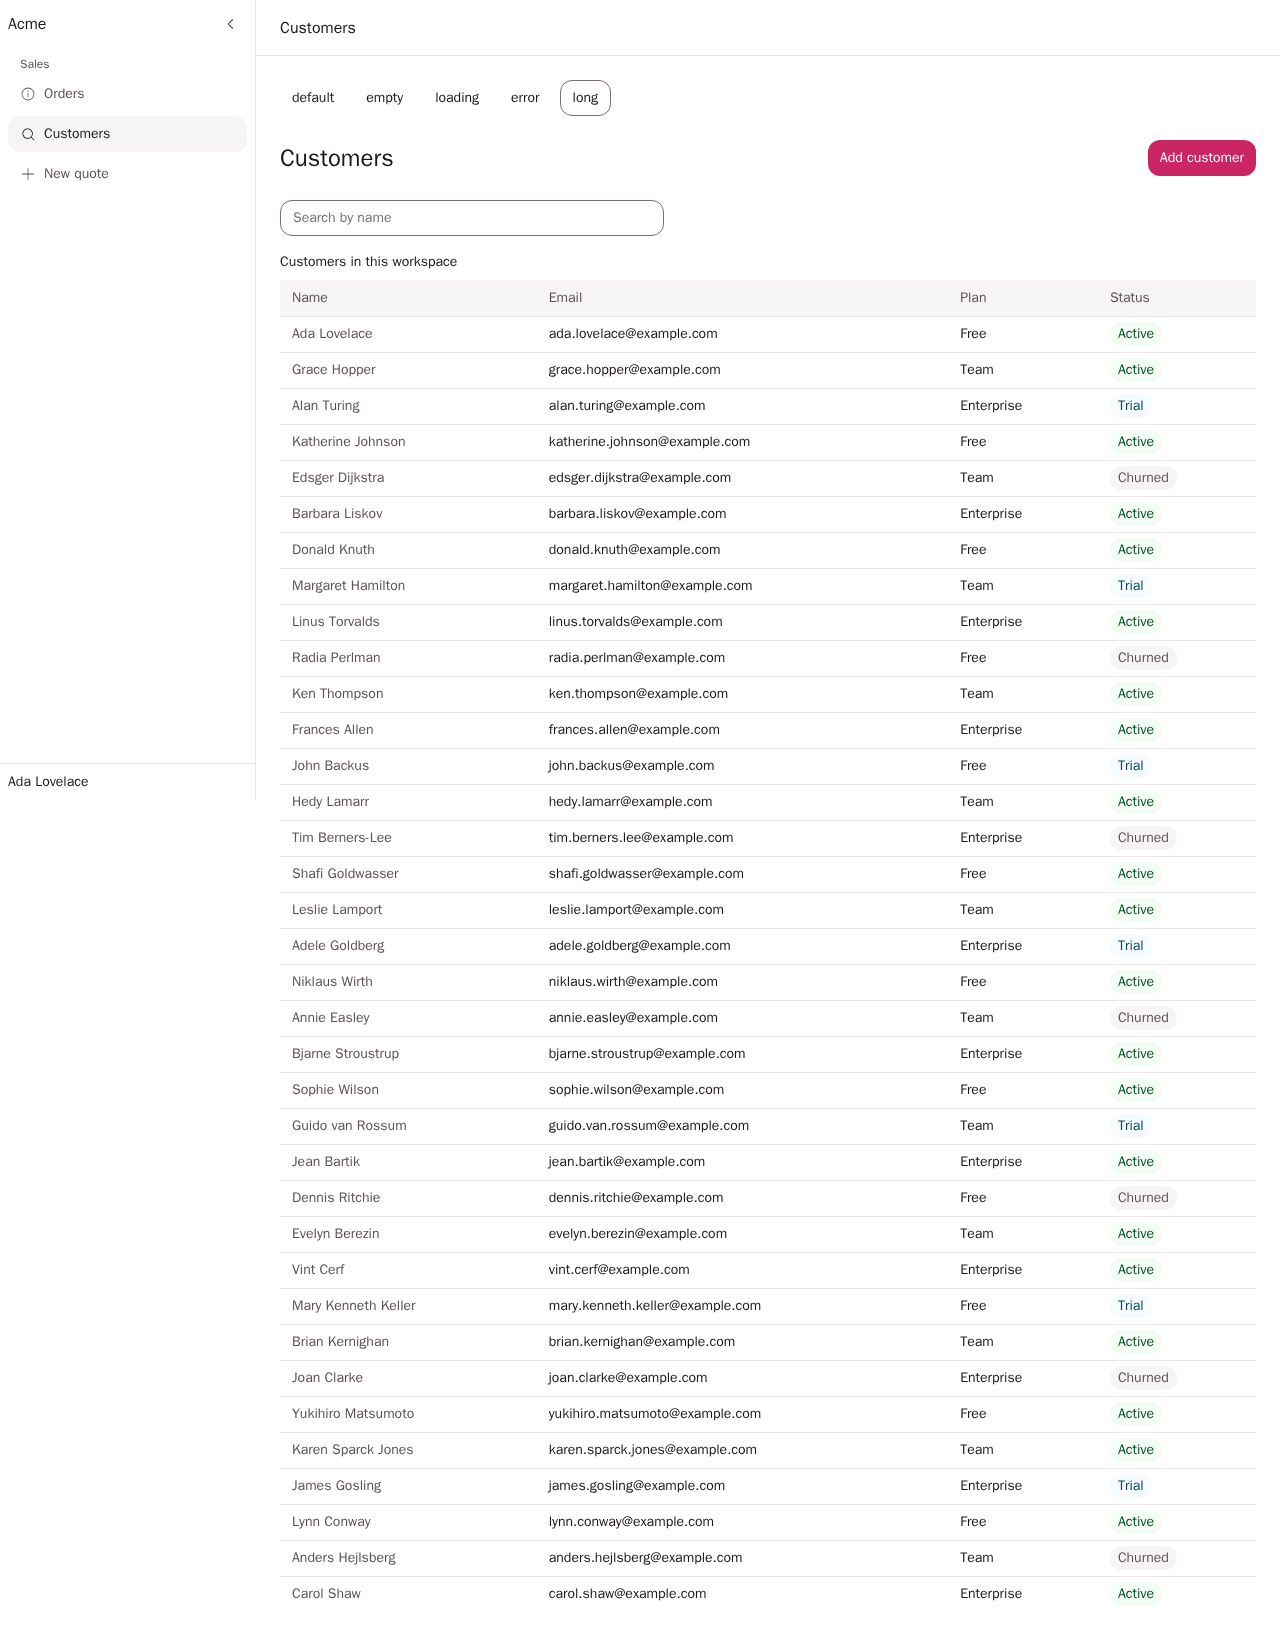 Acme
Sales
Orders
Customers
New quote
Ada Lovelace
Customers
default empty loading error long
Customers
Add customer
Search by name
Customers in this workspace
Name Email Plan Status
Ada Lovelace ada.lovelace@example.com Free Active
Grace Hopper grace.hopper@example.com Team Active
Alan Turing alan.turing@example.com Enterprise Trial
Katherine Johnson katherine.johnson@example.com Free Active
Edsger Dijkstra edsger.dijkstra@example.com Team Churned
Barbara Liskov barbara.liskov@example.com Enterprise Active
Donald Knuth donald.knuth@example.com Free Active
Margaret Hamilton margaret.hamilton@example.com Team Trial
Linus Torvalds linus.torvalds@example.com Enterprise Active
Radia Perlman radia.perlman@example.com Free Churned
Ken Thompson ken.thompson@example.com Team Active
Frances Allen frances.allen@example.com Enterprise Active
John Backus john.backus@example.com Free Trial
Hedy Lamarr hedy.lamarr@example.com Team Active
Tim Berners-Lee tim.berners.lee@example.com Enterprise Churned
Shafi Goldwasser shafi.goldwasser@example.com Free Active
Leslie Lamport leslie.lamport@example.com Team Active
Adele Goldberg adele.goldberg@example.com Enterprise Trial
Niklaus Wirth niklaus.wirth@example.com Free Active
Annie Easley annie.easley@example.com Team Churned
Bjarne Stroustrup bjarne.stroustrup@example.com Enterprise Active
Sophie Wilson sophie.wilson@example.com Free Active
Guido van Rossum guido.van.rossum@example.com Team Trial
Jean Bartik jean.bartik@example.com Enterprise Active
Dennis Ritchie dennis.ritchie@example.com Free Churned
Evelyn Berezin evelyn.berezin@example.com Team Active
Vint Cerf vint.cerf@example.com Enterprise Active
Mary Kenneth Keller mary.kenneth.keller@example.com Free Trial
Brian Kernighan brian.kernighan@example.com Team Active
Joan Clarke joan.clarke@example.com Enterprise Churned
Yukihiro Matsumoto yukihiro.matsumoto@example.com Free Active
Karen Sparck Jones karen.sparck.jones@example.com Team Active
James Gosling james.gosling@example.com Enterprise Trial
Lynn Conway lynn.conway@example.com Free Active
Anders Hejlsberg anders.hejlsberg@example.com Team Churned
Carol Shaw carol.shaw@example.com Enterprise Active